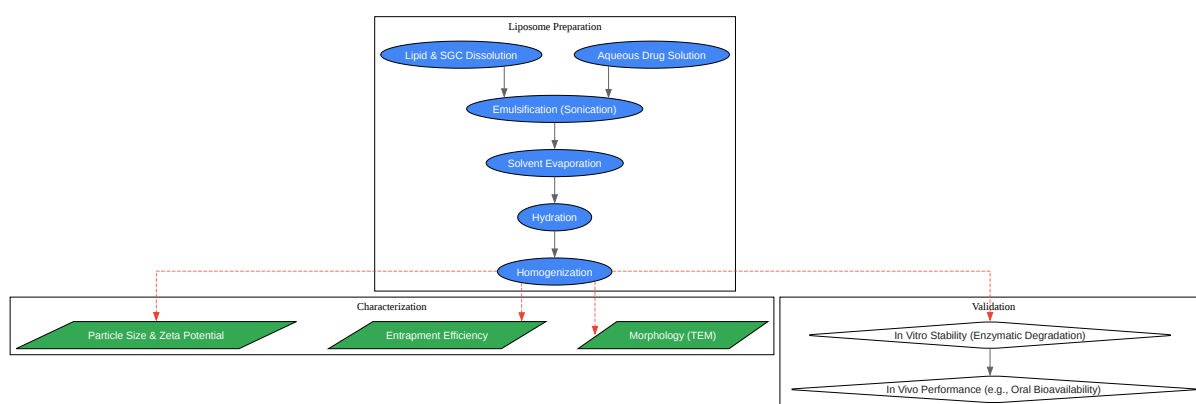 Liposome Preparation
Lipid & SGC Dissolution
Aqueous Drug Solution
Emulsification (Sonication)
Solvent Evaporation
Hydration
Homogenization
Characterization
Particle Size & Zeta Potential
Entrapment Efficiency
Morphology (TEM)
Validation
In Vitro Stability (Enzymatic Degradation)
In Vivo Performance (e.g., Oral Bioavailability)